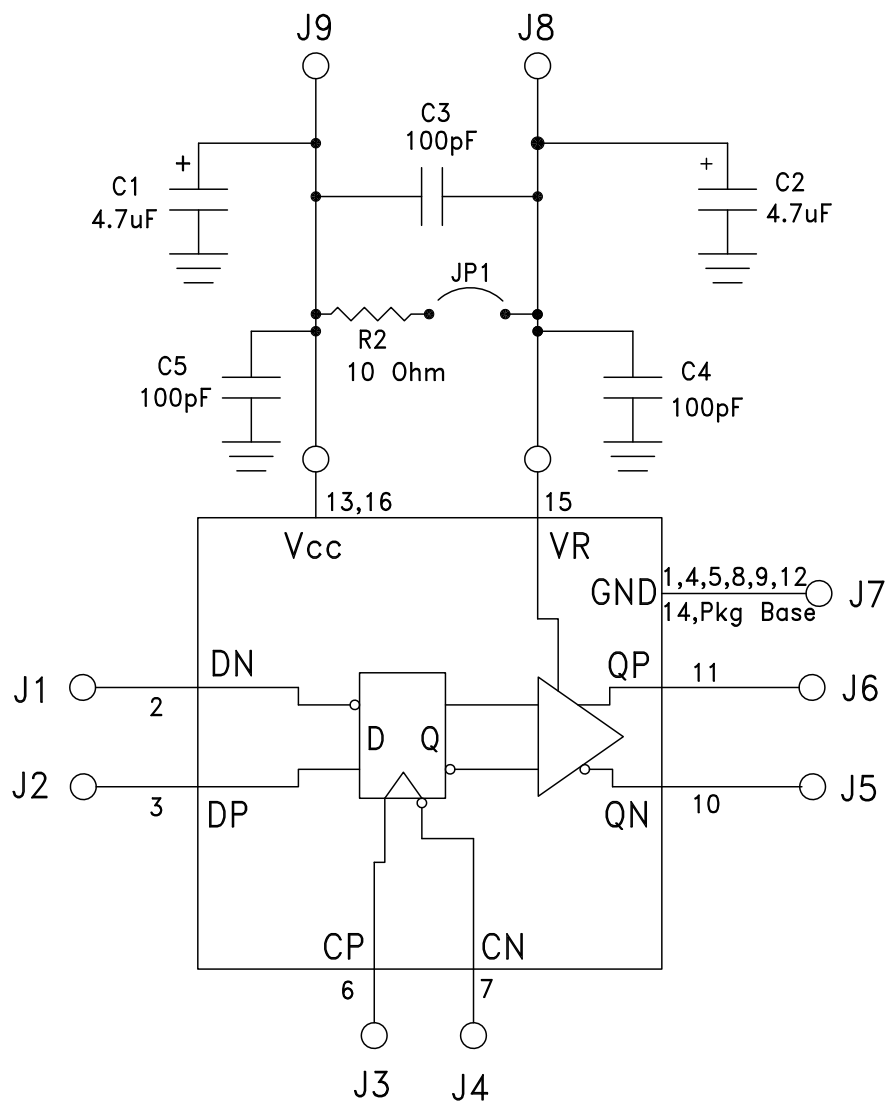 J9
J8
C3
100pF
+
C1
4.7uF
+
C2
4.7uF
JP1
R2
10 Ohm
C5
100pF
C4
100pF
13,16
15
Vcc
VR
GND
1,4,5,8,9,12
14,Pkg Base
J7
DN
QP
11
J1
2
J6
D
Q
J2
3
DP
QN
10
J5
CP
CN
6
7
J3
J4